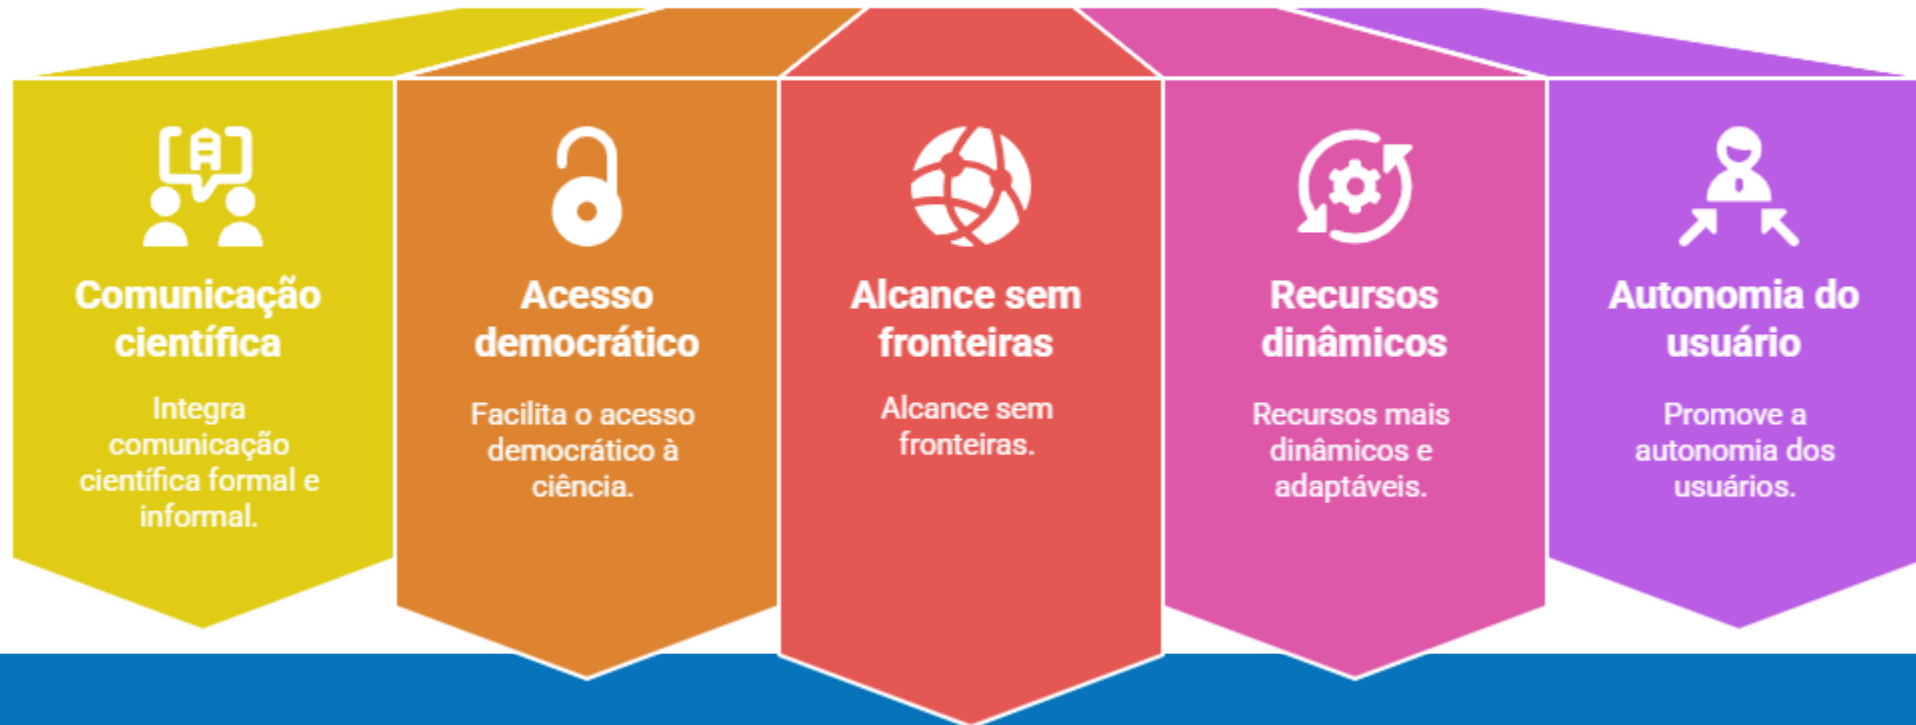 Comunicação
científica
Integra
comunicação
científica formal e
informal.
Acesso
democrático
Facilita o acesso
democrático à
ciência.
Alcance sem
fronteiras
Alcance sem
fronteiras.
Recursos
dinâmicos
Recursos mais
dinâmicos e
adaptáveis.
Autonomia do
usuário
Promove a
autonomia dos
usuários.